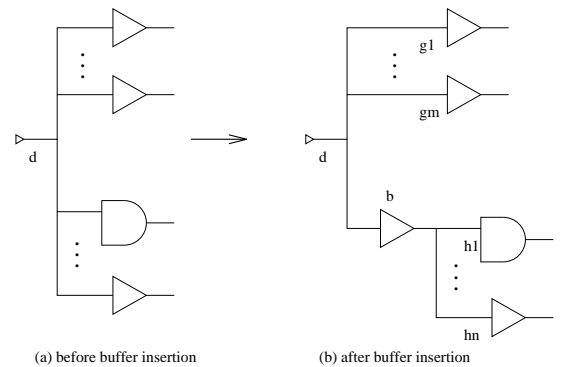 g1
gm
d
d
b
h1
hn
(a) before buffer insertion
(b) after buffer insertion